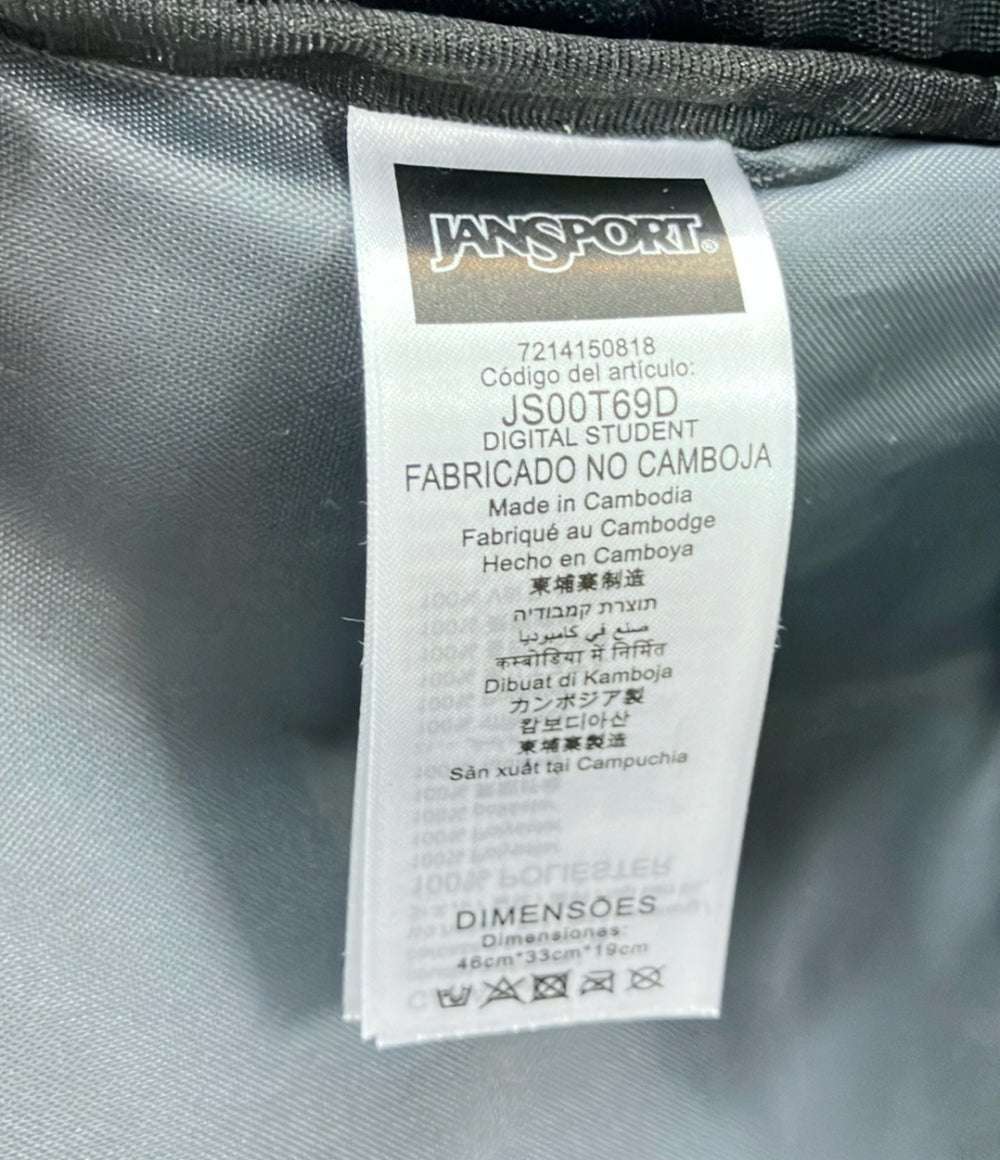 JANSPORT®
7214150818
Código del artículo:
JS00T69D
DIGITAL STUDENT
FABRICADO NO CAMBOJA
Made in Cambodia
Fabriqué au Cambodge
Hecho en Camboya
柬埔寨制造
תוצרת קמבודיה
صنع في كامبوديا
कम्बोडिया में निर्मित
Dibuat di Kamboja
カンボジア製
캄보디아산
柬埔寨製造
Sản xuất tại Campuchia
100% POLIÉSTER
DIMENSÕES
Dimensiones:
46cm*33cm*19cm